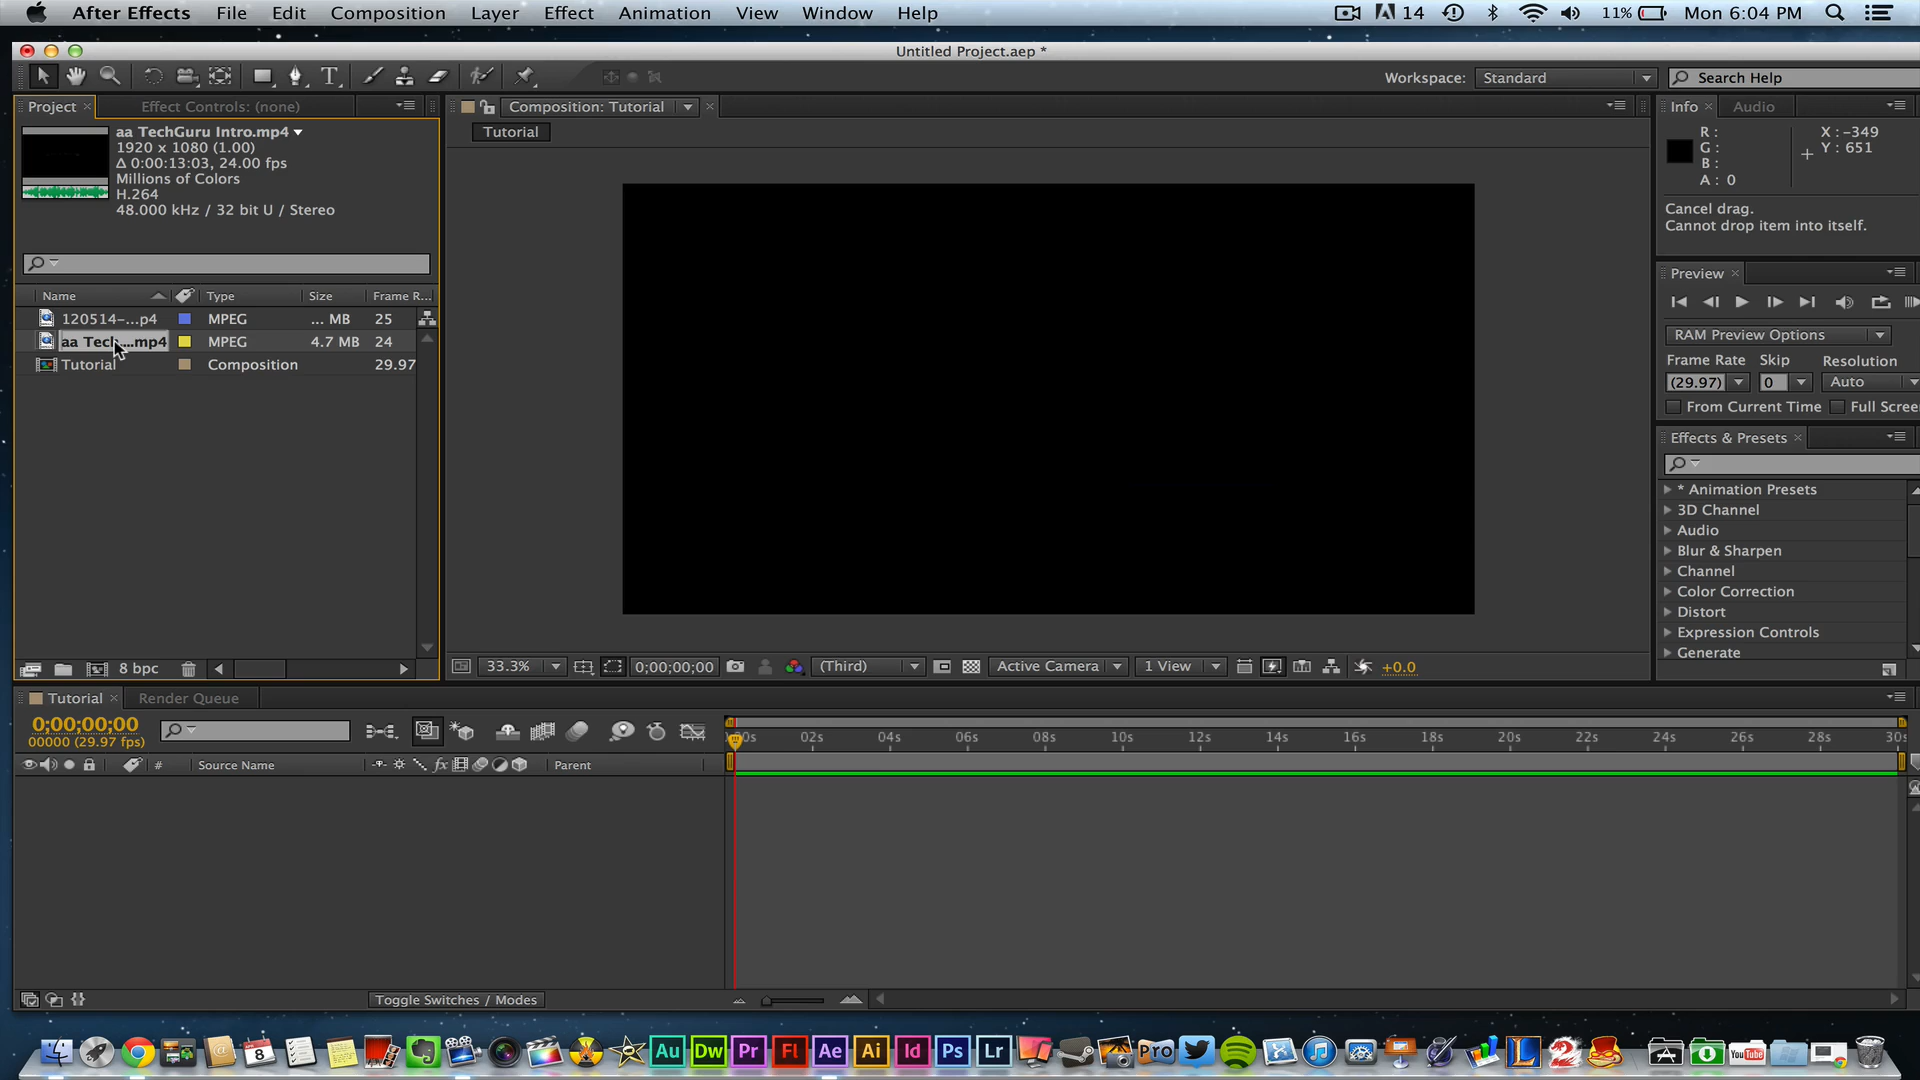 After Effects File Edit Composition Layer Effect Animation View Window Help 14 11% Mon 6:04 PM
Untitled Project.aep *
Workspace: Standard Search Help
Project × Effect Controls: (none) Composition: Tutorial × Info × Audio
Tutorial
aa TechGuru Intro.mp4
1920 x 1080 (1.00)
Δ 0:00:13:03, 24.00 fps
Millions of Colors
H.264
48.000 kHz / 32 bit U / Stereo
R :
G :
B :
A : 0
X : -349
Y : 651
Cancel drag.
Cannot drop item into itself.
Name Type Size Frame R...
120514-...p4 MPEG ... MB 25
aa Tech...mp4 MPEG 4.7 MB 24
Tutorial Composition 29.97
Preview ×
RAM Preview Options
Frame Rate Skip Resolution
(29.97) 0 Auto
From Current Time Full Scree
Effects & Presets ×
* Animation Presets
3D Channel
Audio
Blur & Sharpen
Channel
Color Correction
Distort
Expression Controls
Generate
8 bpc
33.3% 0;00;00;00 (Third) Active Camera 1 View +0.0
Tutorial × Render Queue
0;00;00;00
00000 (29.97 fps)
02s 04s 06s 08s 10s 12s 14s 16s 18s 20s 22s 24s 26s 28s 30s
# Source Name fx Parent
Toggle Switches / Modes
8 Au Dw Pr Fl Ae Ai Id Ps Lr Pro L 2 YouTube